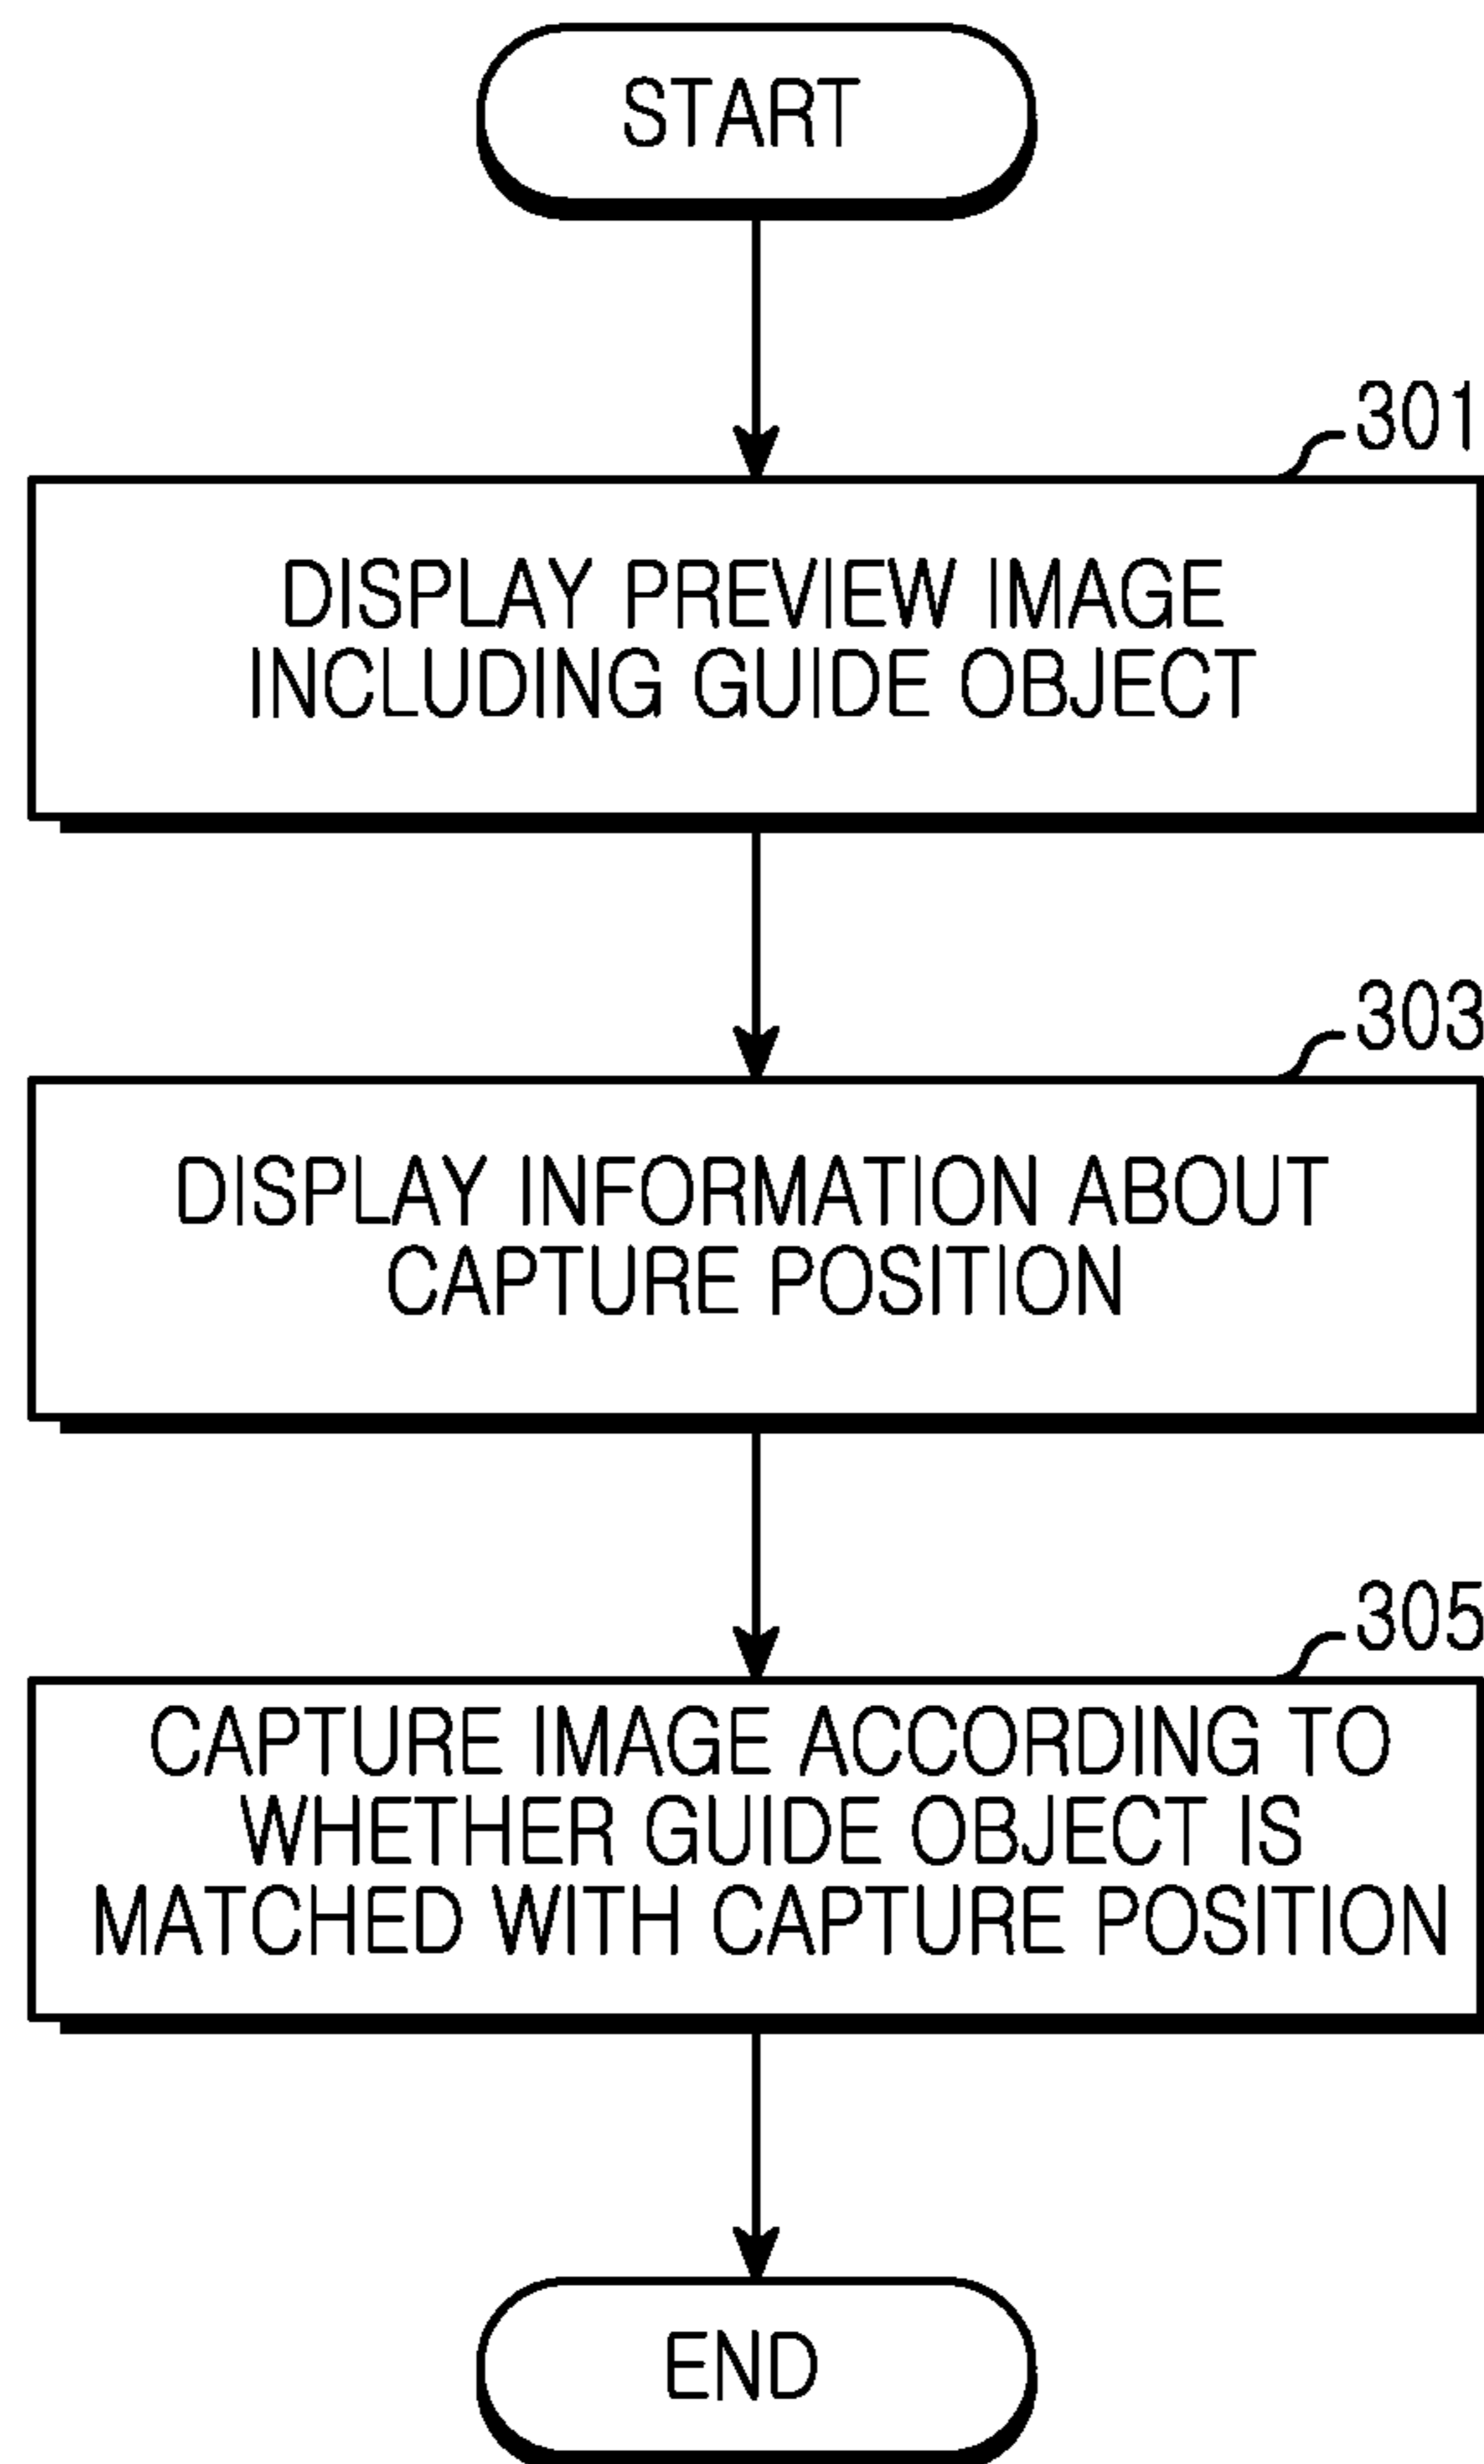 START
301
DISPLAY PREVIEW IMAGE
INCLUDING GUIDE OBJECT
303
DISPLAY INFORMATION ABOUT
CAPTURE POSITION
305
CAPTURE IMAGE ACCORDING TO
WHETHER GUIDE OBJECT IS
MATCHED WITH CAPTURE POSITION
END